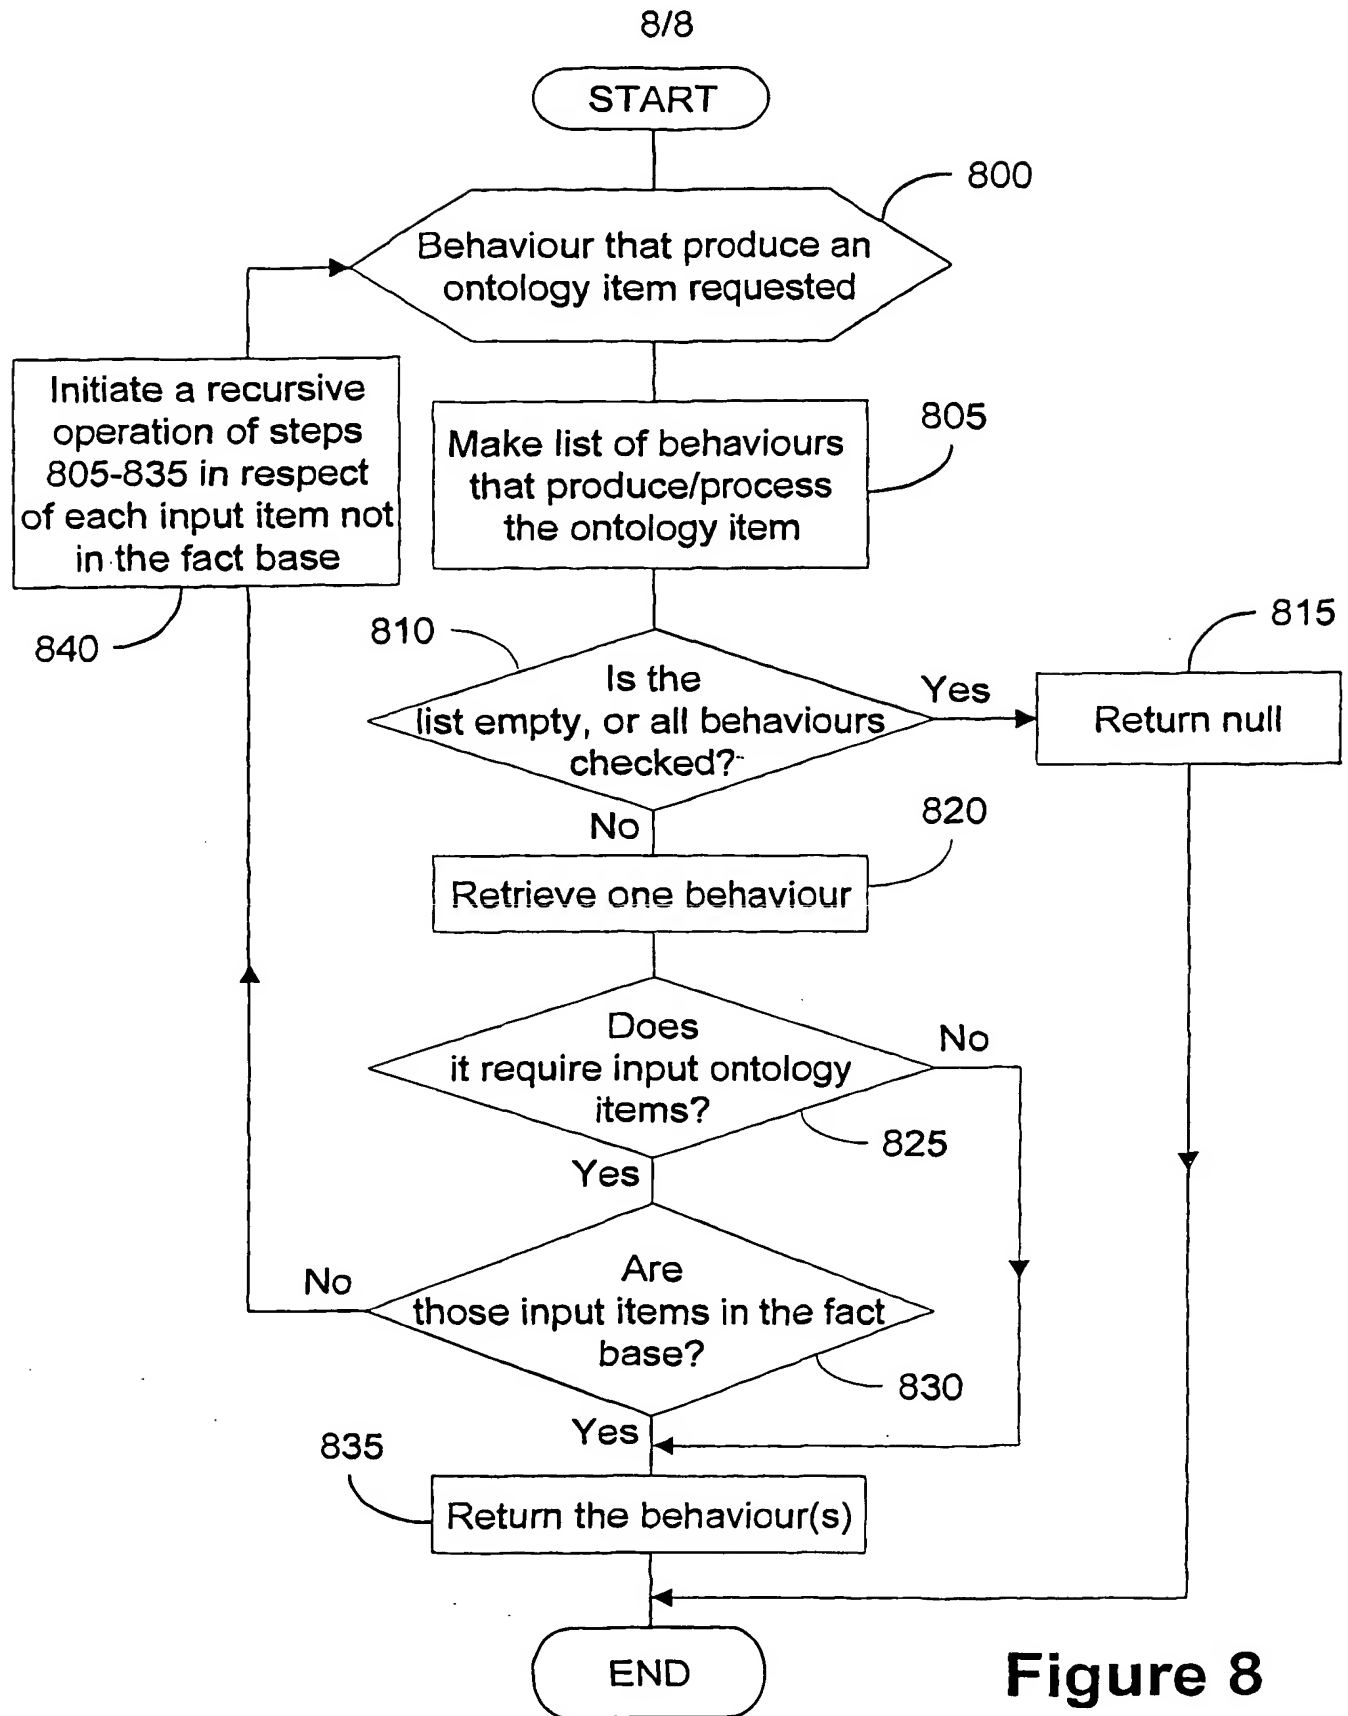 8/8
START
800
Behaviour that produce an
ontology item requested
Initiate a recursive
operation of steps
805-835 in respect
of each input item not
in the fact base
840
805
Make list of behaviours
that produce/process
the ontology item
810
Is the
list empty, or all behaviours
checked?
Yes
815
Return null
No
820
Retrieve one behaviour
Does
it require input ontology
items?
No
825
Yes
Are
those input items in the fact
base?
No
830
Yes
835
Return the behaviour(s)
END
Figure 8